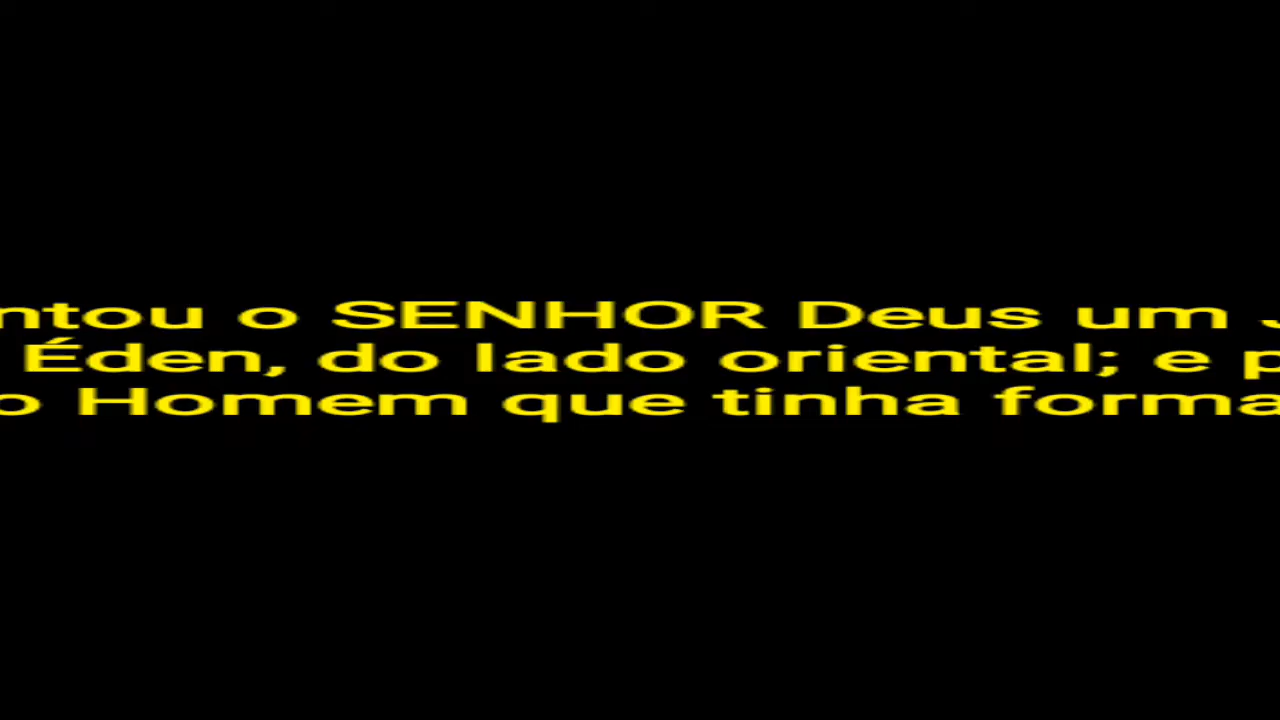 ntou o SENHOR Deus um
Éden, do lado oriental; e p
o Homem que tinha forma